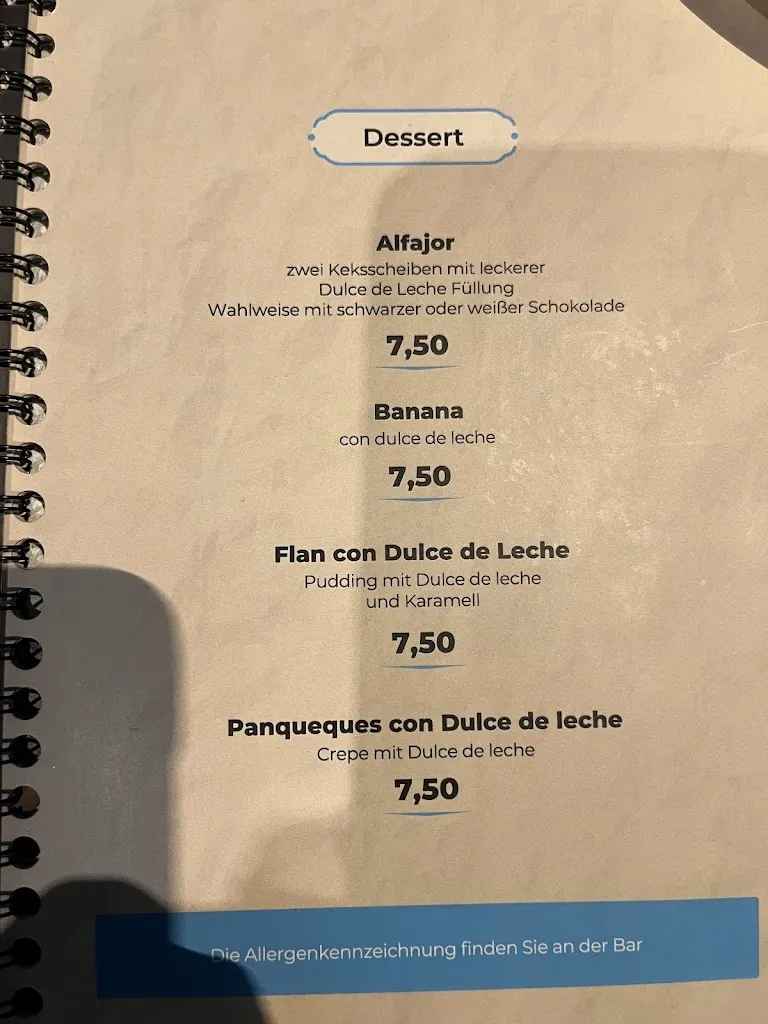 Dessert
Alfajor
zwei Keksscheiben mit leckerer
Dulce de Leche Füllung
Wahlweise mit schwarzer oder weißer Schokolade
7,50
Banana
con dulce de leche
7,50
Flan con Dulce de Leche
Pudding mit Dulce de leche
und Karamell
7,50
Panqueques con Dulce de leche
Crepe mit Dulce de leche
7,50
Die Allergenkennzeichnung finden Sie an der Bar